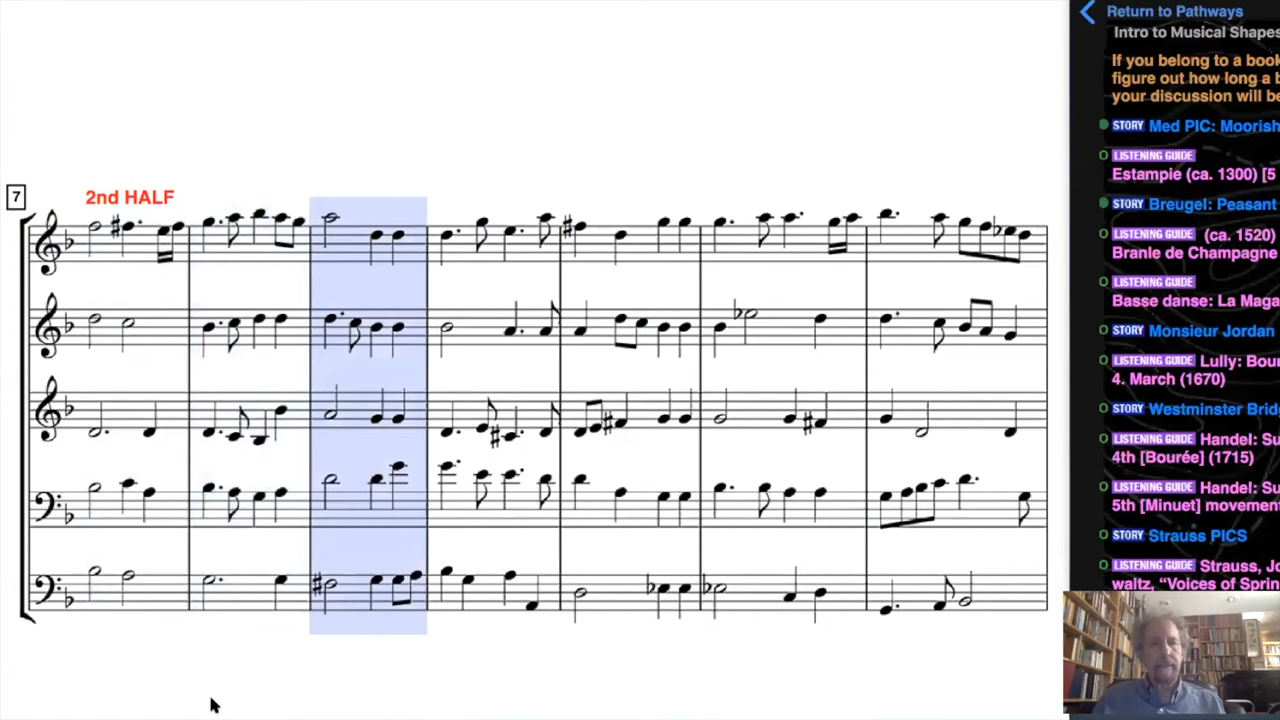 7
2nd HALF
Return to Pathways
Intro to Musical Shapes
If you belong to a book
figure out how long a b
your discussion will be
STORY Med PIC: Moorish
LISTENING GUIDE
Estampie (ca. 1300) [5
STORY Breugel: Peasant
LISTENING GUIDE (ca. 1520)
Branle de Champagne
LISTENING GUIDE
Basse danse: La Maga
STORY Monsieur Jordan
LISTENING GUIDE Lully: Bour
4. March (1670)
STORY Westminster Brid
LISTENING GUIDE Handel: Su
4th [Bourée] (1715)
LISTENING GUIDE Handel: Su
5th [Minuet] movemen
STORY Strauss PICS
LISTENING GUIDE Strauss, Jo
waltz, “Voices of Sprin